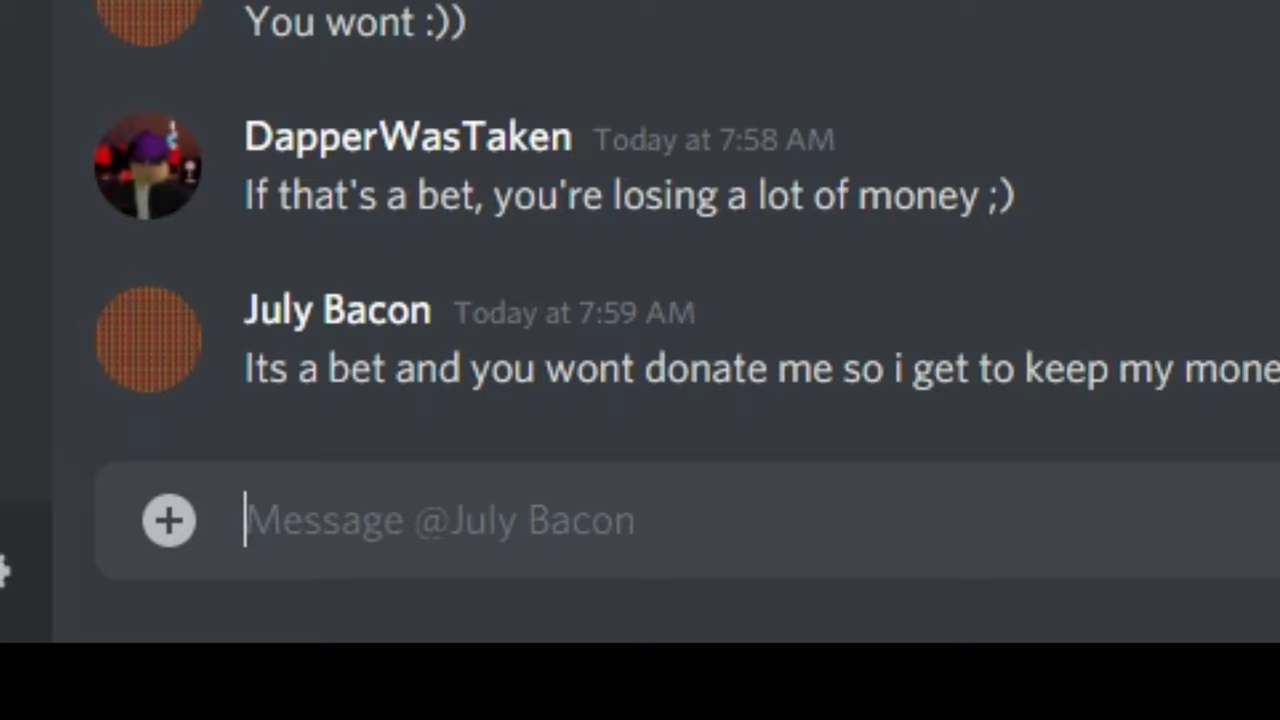 You wont :))
DapperWasTaken Today at 7:58 AM
If that's a bet, you're losing a lot of money ;)
July Bacon Today at 7:59 AM
Its a bet and you wont donate me so i get to keep my mone
Message @July Bacon